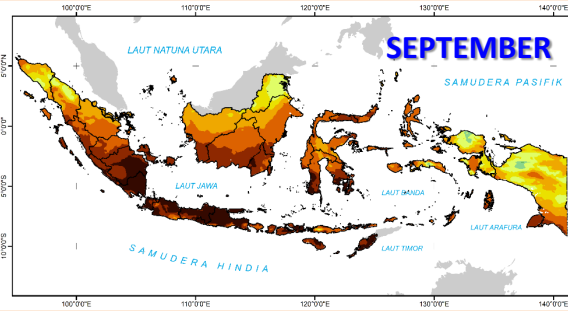 100°0'0"E 110°0'0"E 120°0'0"E 130°0'0"E 140°0'0"E
SEPTEMBER
LAUT NATUNA UTARA
5°0'0"N
SAMUDERA PASIFIK
0°0'0"
LAUT JAWA
LAUT BANDA
5°0'0"S
LAUT ARAFURA
SAMUDERA HINDIA
LAUT TIMOR
10°0'0"S
100°0'0"E 110°0'0"E 120°0'0"E 130°0'0"E 140°0'0"E